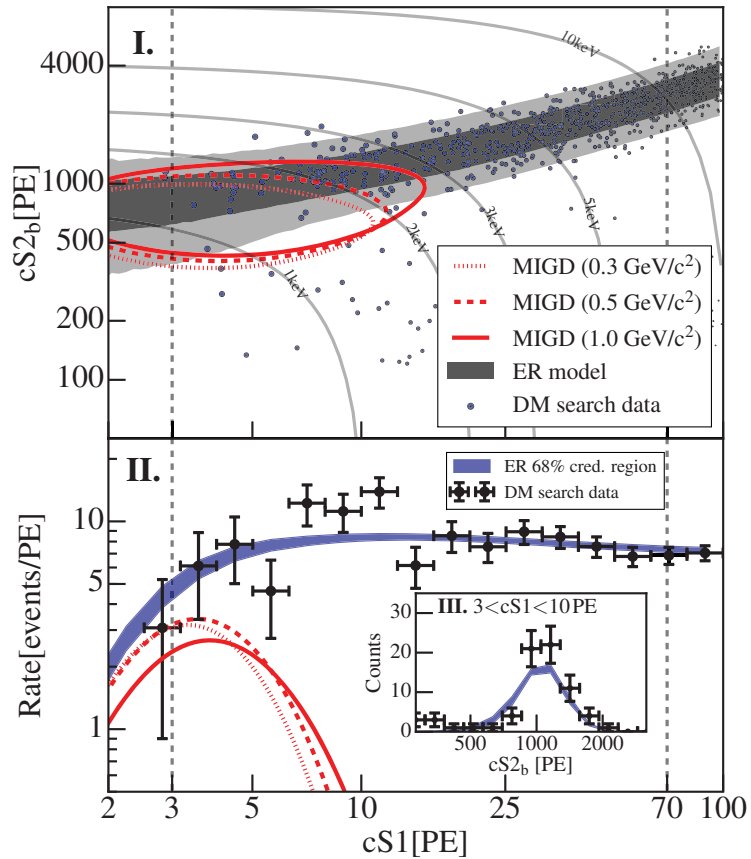 I.
4000
1000
500
200
100
cS2b[PE]
10keV
5keV
3keV
2keV
1keV
MIGD (0.3 GeV/c²)
MIGD (0.5 GeV/c²)
MIGD (1.0 GeV/c²)
ER model
DM search data
II.
ER 68% cred. region
DM search data
10
5
1
Rate[events/PE]
III. 3<cS1<10PE
30
20
10
0
Counts
500 1000 2000
cS2b [PE]
2 3 5 10 25 70 100
cS1[PE]